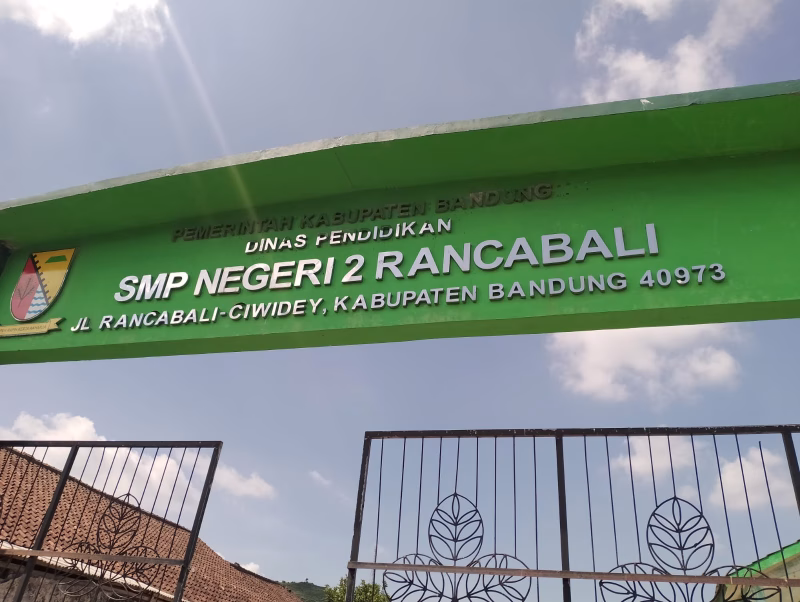 PEMERINTAH KABUPATEN BANDUNG
DINAS PENDIDIKAN
SMP NEGERI 2 RANCABALI
JL RANCABALI-CIWIDEY, KABUPATEN BANDUNG 40973